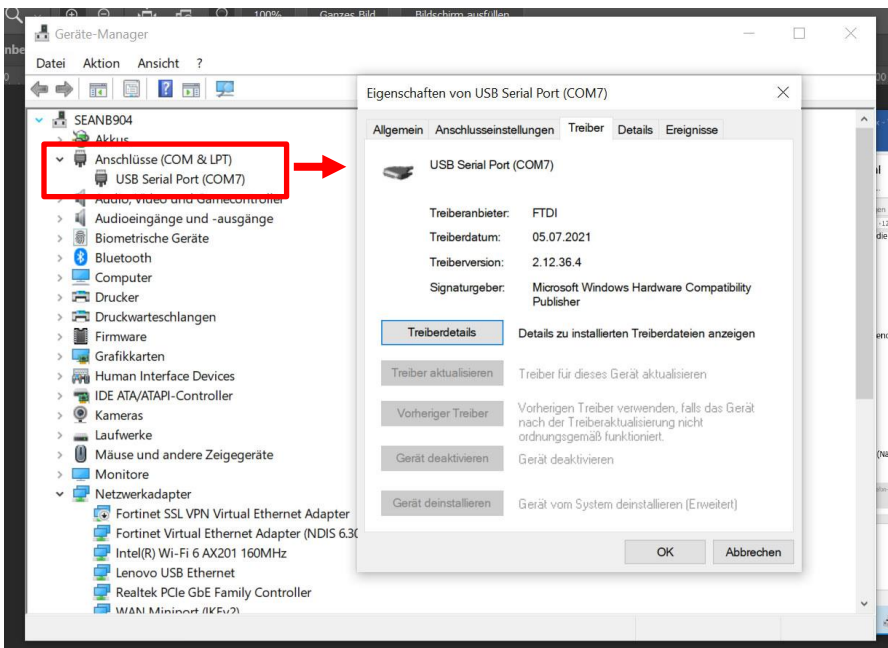 100%
Ganzes Bild
Bildschirm ausfüllen
Geräte-Manager
Datei Aktion Ansicht ?
SEANB904
Akkus
Anschlüsse (COM & LPT)
USB Serial Port (COM7)
Audio, Video und Gamecontroller
Audioeingänge und -ausgänge
Biometrische Geräte
Bluetooth
Computer
Drucker
Druckwarteschlangen
Firmware
Grafikkarten
Human Interface Devices
IDE ATA/ATAPI-Controller
Kameras
Laufwerke
Mäuse und andere Zeigegeräte
Monitore
Netzwerkadapter
Fortinet SSL VPN Virtual Ethernet Adapter
Fortinet Virtual Ethernet Adapter (NDIS 6.30
Intel(R) Wi-Fi 6 AX201 160MHz
Lenovo USB Ethernet
Realtek PCIe GbE Family Controller
WAN Miniport (IKEv2)
Eigenschaften von USB Serial Port (COM7)
Allgemein Anschlusseinstellungen Treiber Details Ereignisse
USB Serial Port (COM7)
Treiberanbieter: FTDI
Treiberdatum: 05.07.2021
Treiberversion: 2.12.36.4
Signaturgeber: Microsoft Windows Hardware Compatibility
Publisher
Treiberdetails Details zu installierten Treiberdateien anzeigen
Treiber aktualisieren Treiber für dieses Gerät aktualisieren
Vorheriger Treiber Vorherigen Treiber verwenden, falls das Gerät
nach der Treiberaktualisierung nicht
ordnungsgemäß funktioniert.
Gerät deaktivieren Gerät deaktivieren
Gerät deinstallieren Gerät vom System deinstallieren (Erweitert)
OK Abbrechen